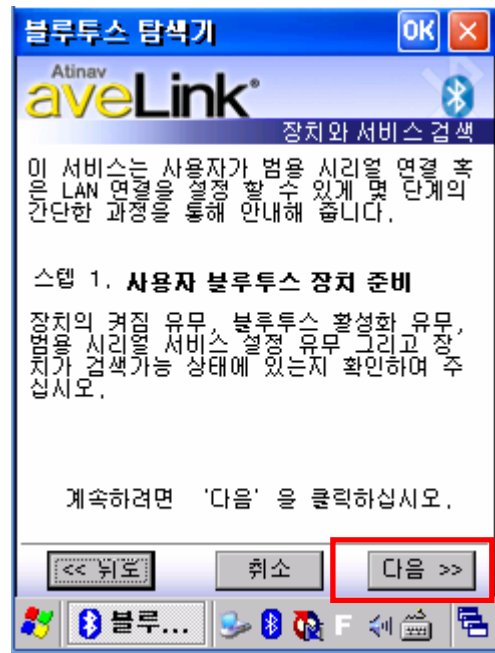 블루투스 탐색기 OK
Atinav
aveLink®
장치와 서비스 검색
이 서비스는 사용자가 범용 시리얼 연결 혹
은 LAN 연결을 설정 할 수 있게 몇 단계의
간단한 과정을 통해 안내해 줍니다.
스텝 1. 사용자 블루투스 장치 준비
장치의 켜짐 유무, 블루투스 활성화 유무,
범용 시리얼 서비스 설정 유무 그리고 장
치가 검색가능 상태에 있는지 확인하여 주
십시오.
계속하려면 '다음' 을 클릭하십시오.
<< 뒤로 취소 다음 >>
블루... F